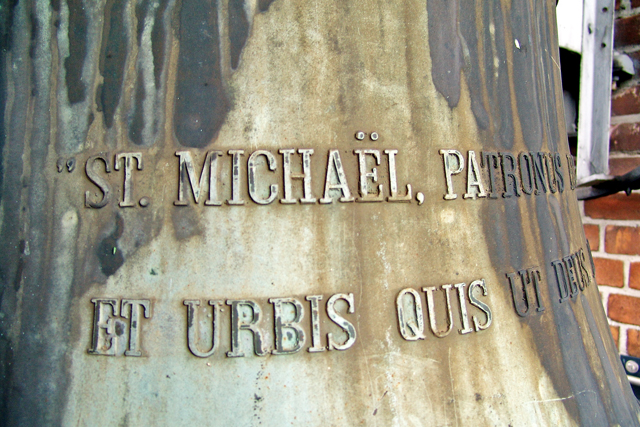 "ST. MICHAËL, PATRONUS
ET URBIS QUIS UT DEUS